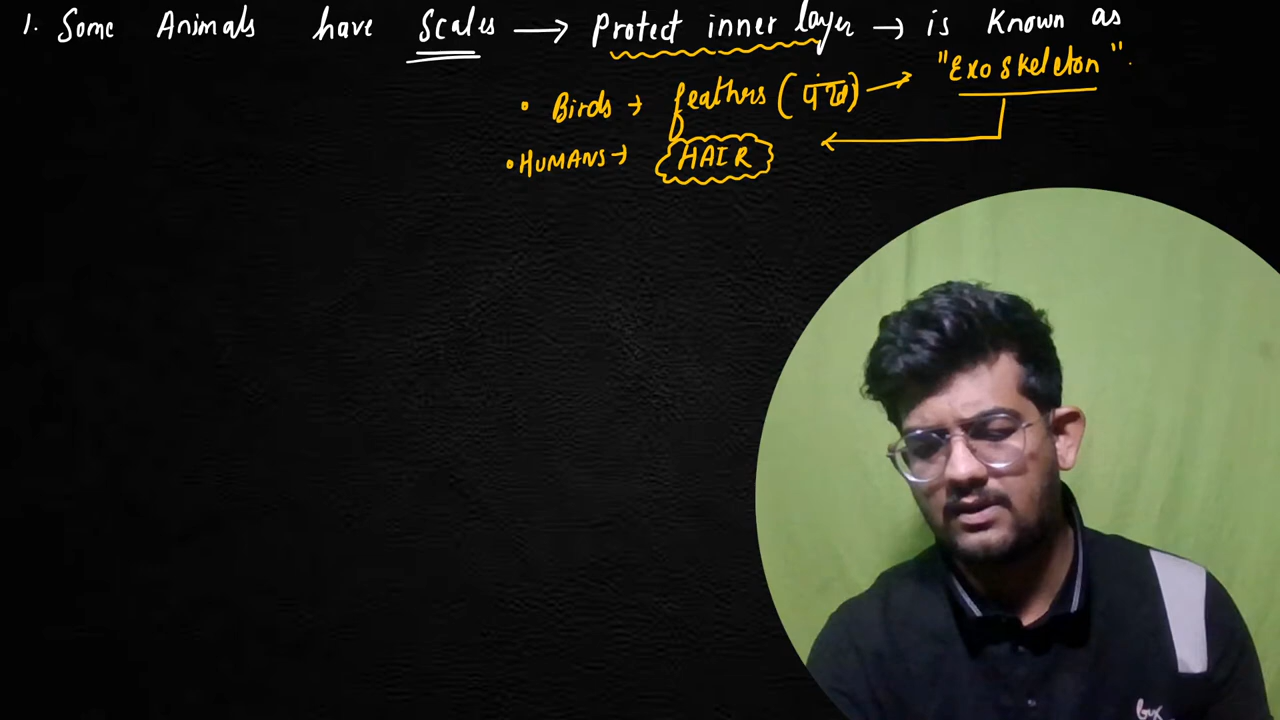 1. Some Animals have Scales → Protect inner layer → is known as
"Exoskeleton"
• Birds → feathers (पंख) →
• HUMANS → HAIR